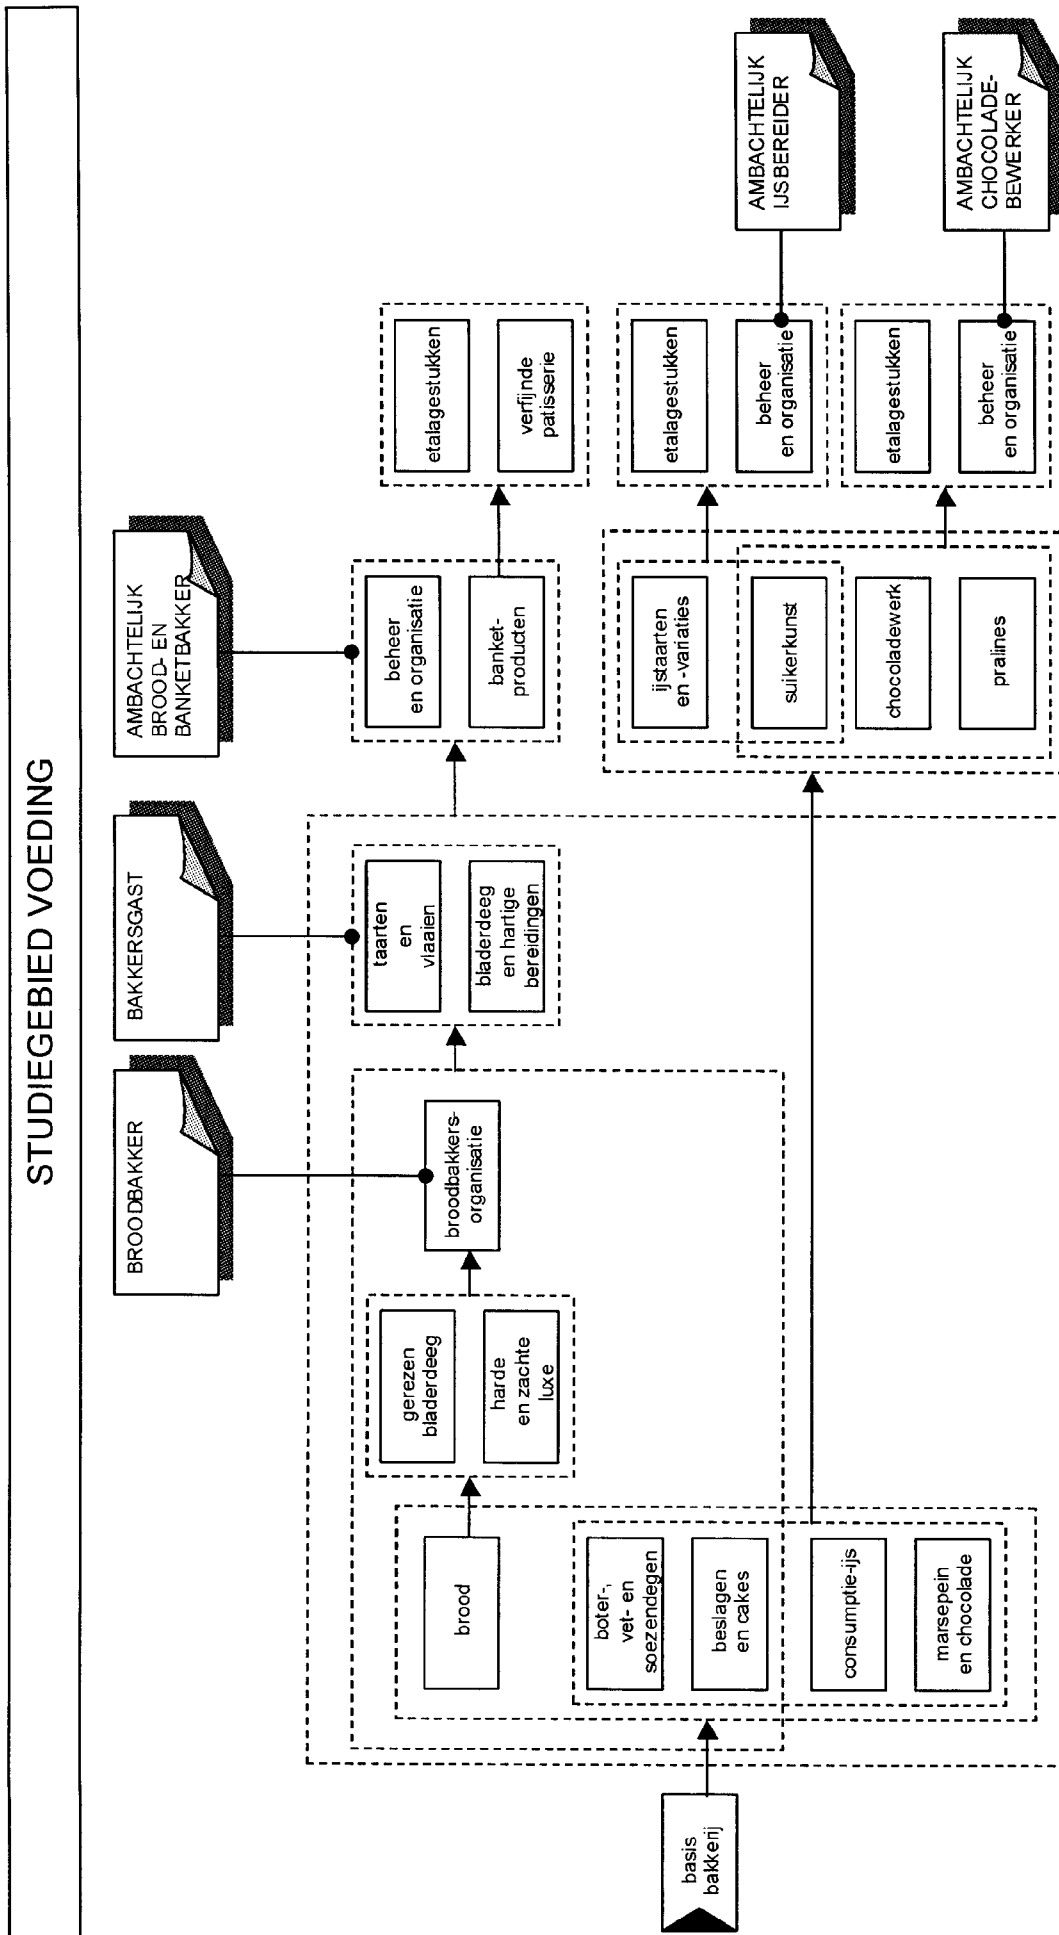 STUDIEGEBIED VOEDING
BROODBAKKER
BAKKERSGAST
AMBACHTELIJK
BROOD- EN
BANKETBAKKER
basis
bakkerij
brood
boter-,
vet- en
soezendegen
beslagen
en cakes
consumptie-ijs
marsepein
en chocolade
gerezen
bladerdeeg
harde
en zachte
luxe
broodbakkers-
organisatie
taarten
en
vlaaien
bladerdeeg
en hartige
bereidingen
beheer
en organisatie
banket-
producten
etalagestukken
verfijnde
patisserie
ijstaarten
en -variaties
suikerkunst
chocoladewerk
pralines
etalagestukken
beheer
en organisatie
etalagestukken
beheer
en organisatie
AMBACHTELIJK
IJSBEREIDER
AMBACHTELIJK
CHOCOLADE-
BEWERKER